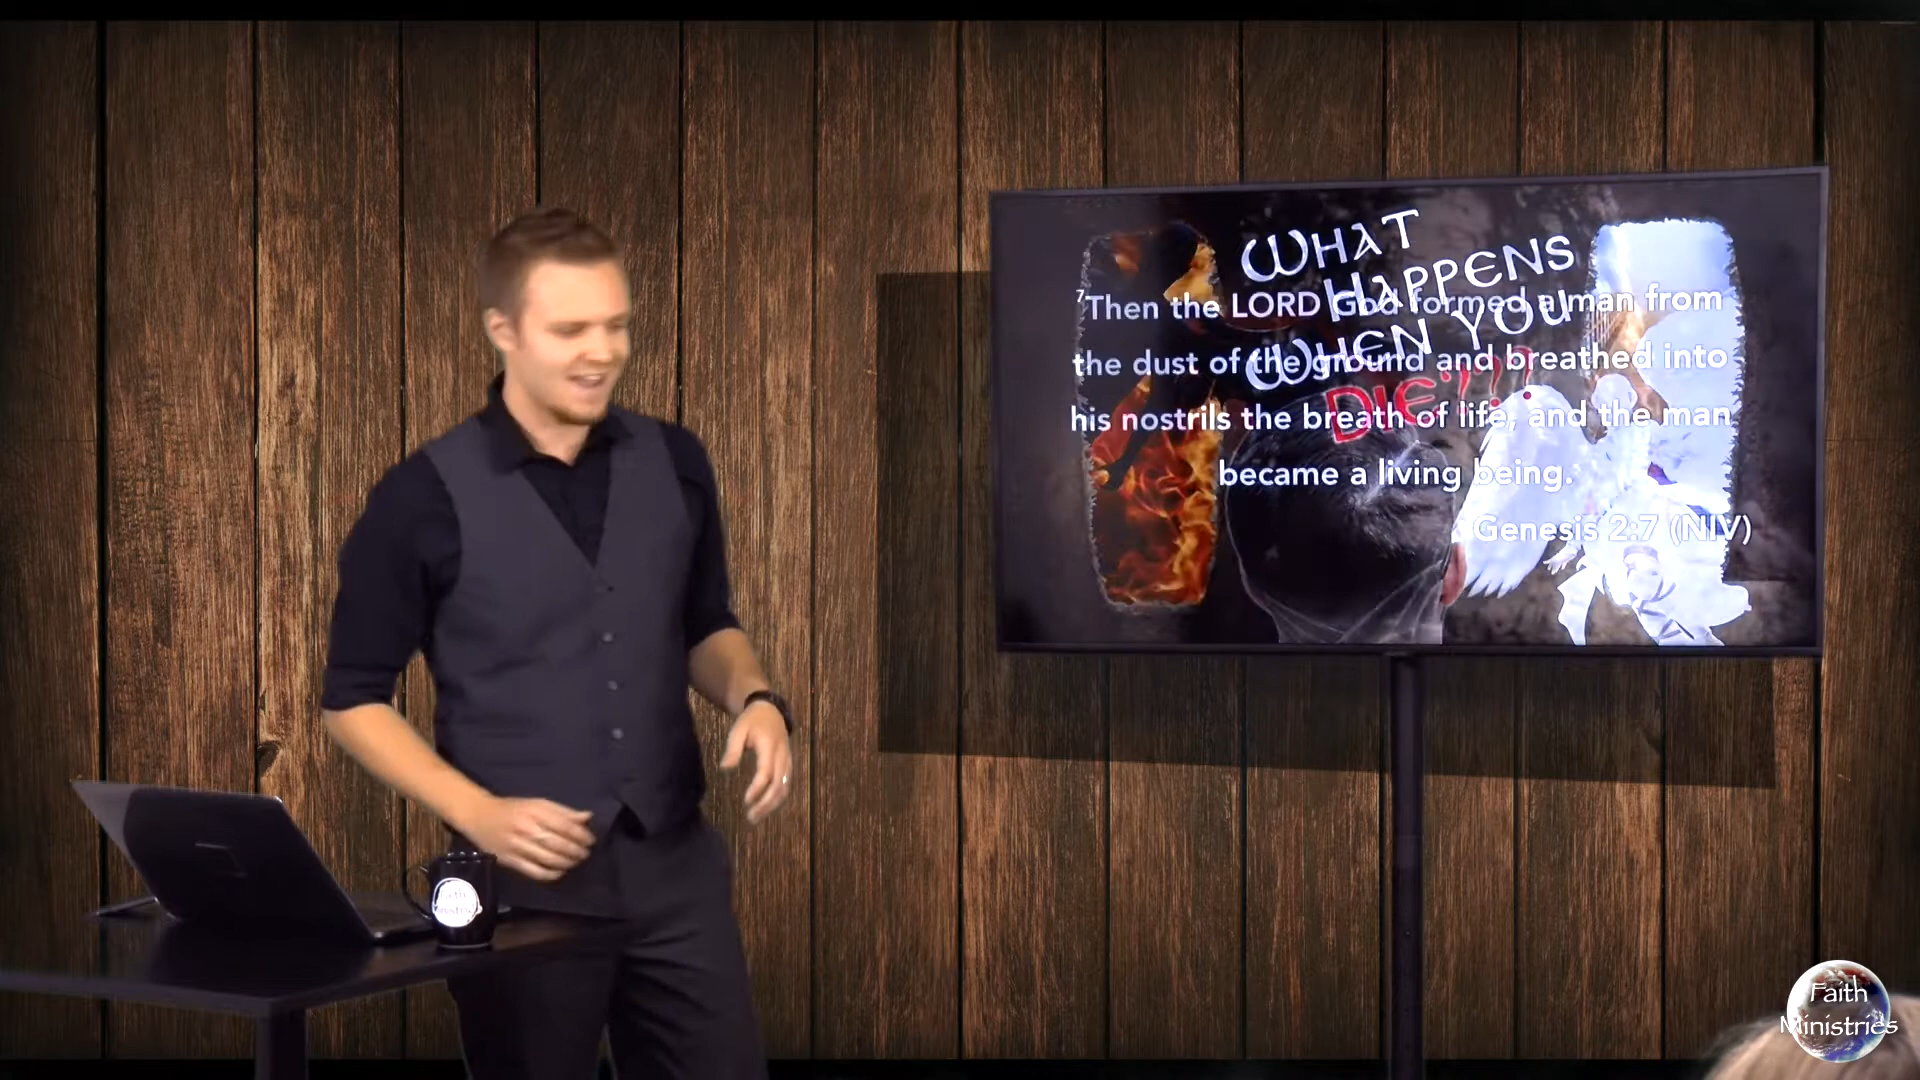 WHAT
HAPPENS
WHEN YOU
DIE???
⁷Then the LORD God formed a man from
the dust of the ground and breathed into
his nostrils the breath of life, and the man
became a living being.
Genesis 2:7 (NIV)
Faith
Ministries